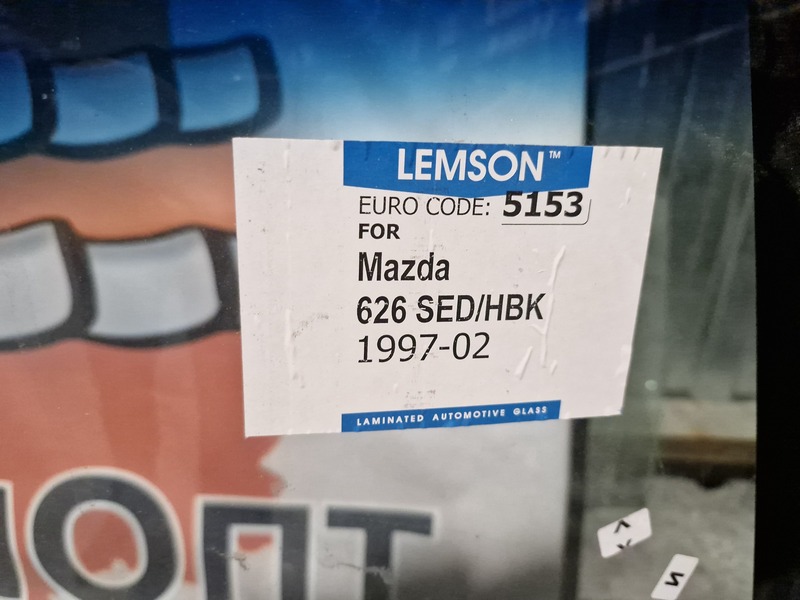 LEMSON™
EURO CODE: 5153
FOR
Mazda
626 SED/HBK
1997-02
LAMINATED AUTOMOTIVE GLASS
ОПТ